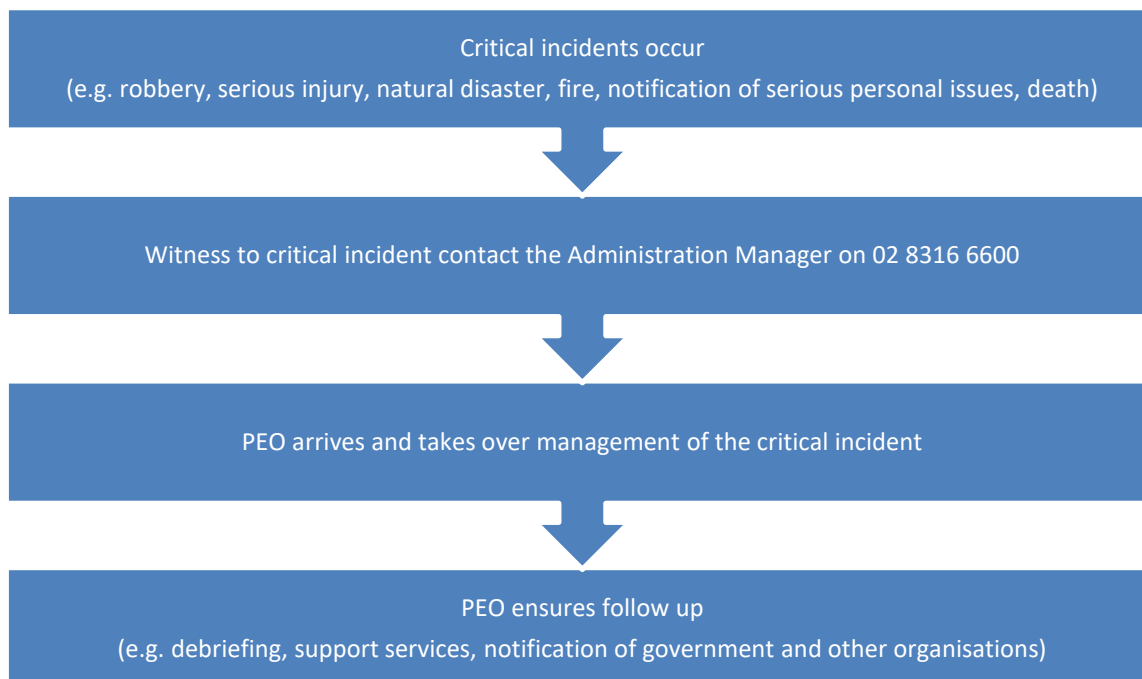 Critical incidents occur
(e.g. robbery, serious injury, natural disaster, fire, notification of serious personal issues, death)
Witness to critical incident contact the Administration Manager on 02 8316 6600
PEO arrives and takes over management of the critical incident
PEO ensures follow up
(e.g. debriefing, support services, notification of government and other organisations)